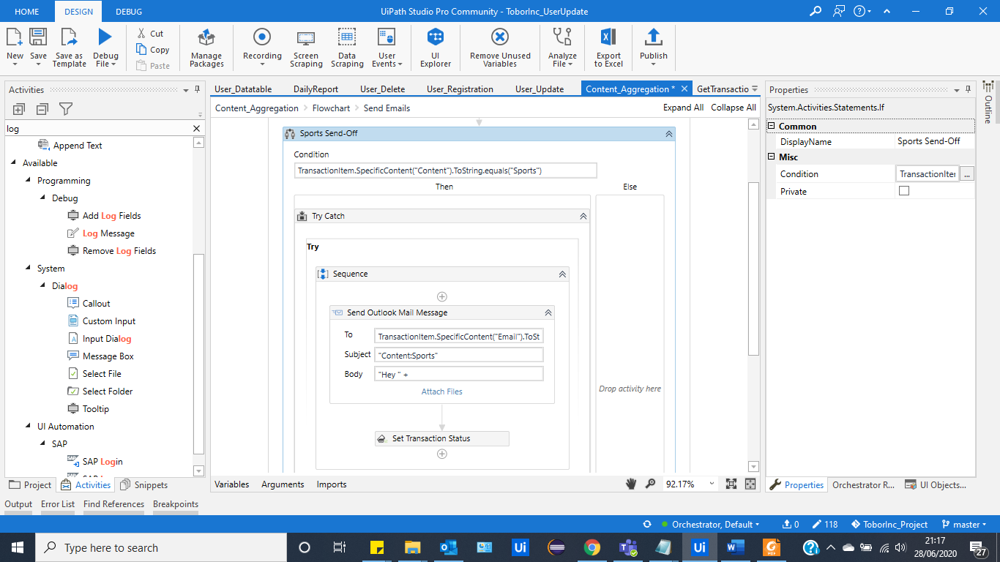 HOME DESIGN DEBUG UiPath Studio Pro Community - ToborInc_UserUpdate
New Save Save as Template Debug File Cut Copy Paste Manage Packages Recording Screen Scraping Data Scraping User Events UI Explorer Remove Unused Variables Analyze File Export to Excel Publish
Activities
log
Append Text
Available
Programming
Debug
Add Log Fields
Log Message
Remove Log Fields
System
Dialog
Callout
Custom Input
Input Dialog
Message Box
Select File
Select Folder
Tooltip
UI Automation
SAP
SAP Login
Project Activities Snippets
User_Datatable DailyReport User_Delete User_Registration User_Update Content_Aggregation * GetTransactio
Content_Aggregation > Flowchart > Send Emails Expand All Collapse All
Sports Send-Off
Condition
TransactionItem.SpecificContent("Content").ToString.equals("Sports")
Then Else
Try Catch
Try
Sequence
Send Outlook Mail Message
To TransactionItem.SpecificContent("Email").ToSt
Subject "Content:Sports"
Body "Hey " +
Attach Files
Drop activity here
Set Transaction Status
Variables Arguments Imports 92.17%
Properties
System.Activities.Statements.If
Common
DisplayName Sports Send-Off
Misc
Condition TransactionIter ...
Private
Properties Orchestrator R... UI Objects...
Outline
Output Error List Find References Breakpoints
Orchestrator, Default 0 118 ToborInc_Project master
Type here to search
Ui
Ui
PDF
21:17
28/06/2020
27